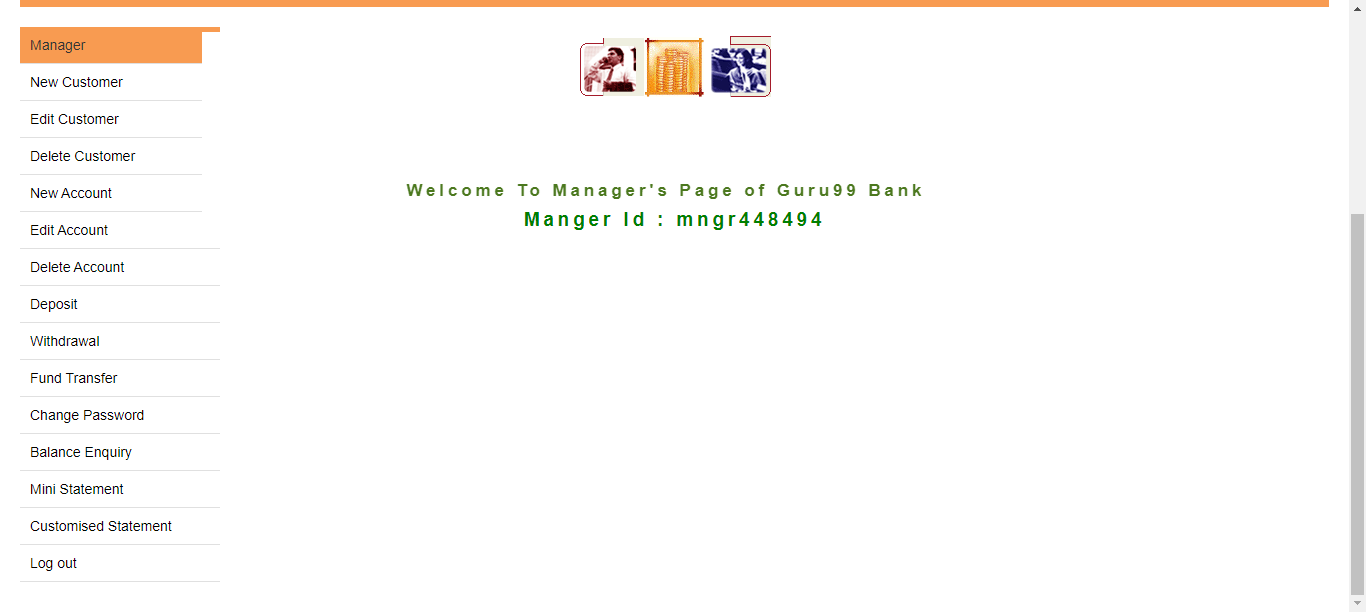 Manager
New Customer
Edit Customer
Delete Customer
New Account
Edit Account
Delete Account
Deposit
Withdrawal
Fund Transfer
Change Password
Balance Enquiry
Mini Statement
Customised Statement
Log out
Welcome To Manager's Page of Guru99 Bank
Manger Id : mngr448494